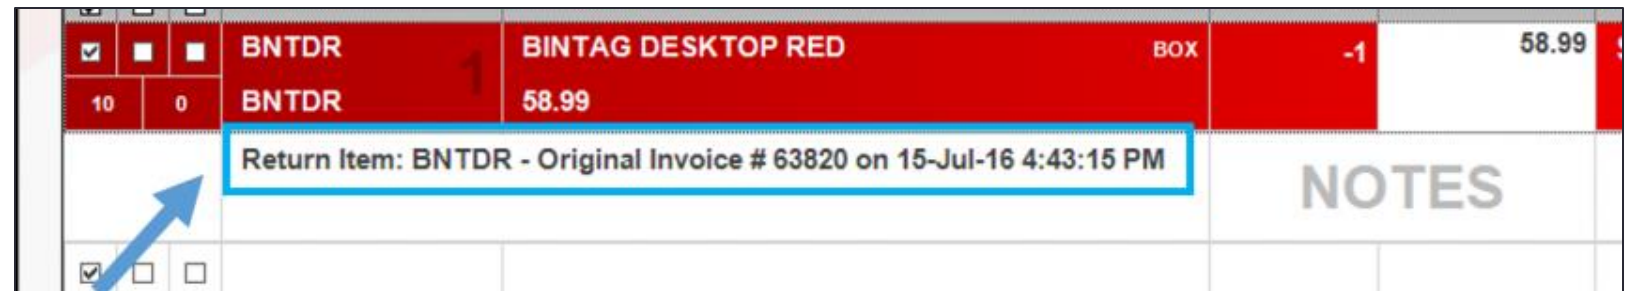 BNTDR 1 BINTAG DESKTOP RED BOX -1 58.99
10 0 BNTDR 58.99
Return Item: BNTDR - Original Invoice # 63820 on 15-Jul-16 4:43:15 PM
NOTES